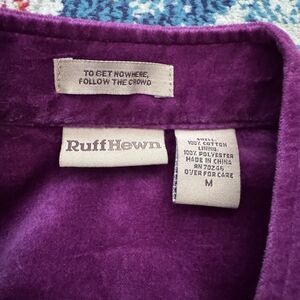 TO GET NOWHERE,
FOLLOW THE CROWD
RuffHewn
SHELL:
100% COTTON
LINING:
100% POLYESTER
MADE IN CHINA
RN 70246
OVER FOR CARE
M